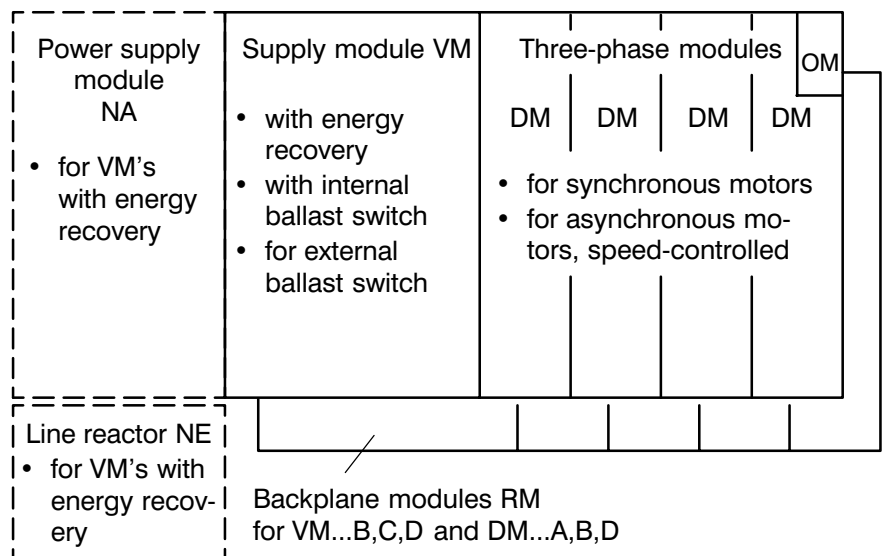 Power supply
module
NA
• for VM's
with energy
recovery
Supply module VM
• with energy
recovery
• with internal
ballast switch
• for external
ballast switch
Three-phase modules
OM
DM DM DM DM
• for synchronous motors
• for asynchronous mo-
tors, speed-controlled
Line reactor NE
• for VM's with
energy recov-
ery
Backplane modules RM
for VM...B,C,D and DM...A,B,D